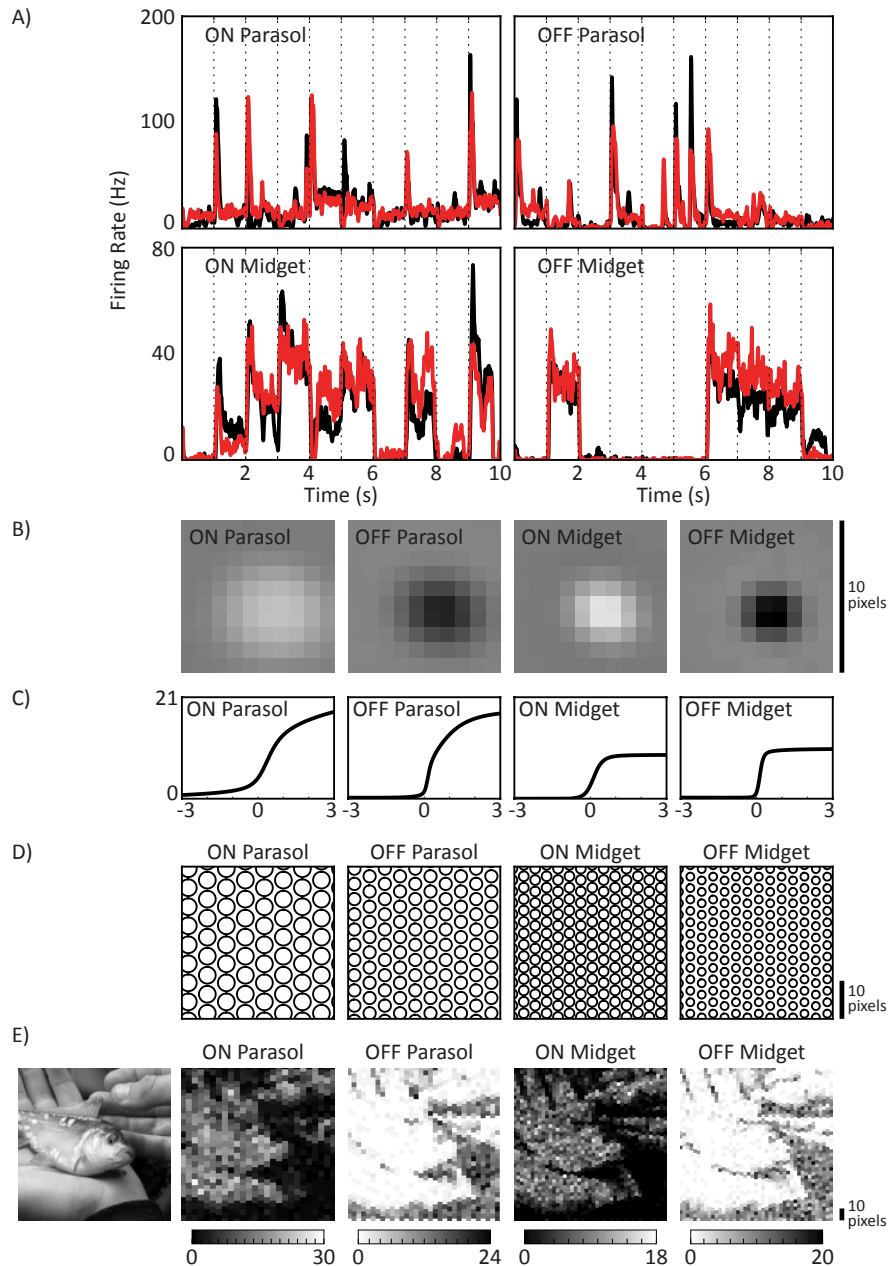 A)
200
ON Parasol
OFF Parasol
100
0
Firing Rate (Hz)
80
ON Midget
OFF Midget
40
0
2 4 6 8 10
2 4 6 8 10
Time (s)
Time (s)
B)
ON Parasol
OFF Parasol
ON Midget
OFF Midget
10
pixels
C)
21
ON Parasol
OFF Parasol
ON Midget
OFF Midget
0
-3 0 3
-3 0 3
-3 0 3
-3 0 3
D)
ON Parasol
OFF Parasol
ON Midget
OFF Midget
10
pixels
E)
ON Parasol
OFF Parasol
ON Midget
OFF Midget
10
pixels
0 30
0 24
0 18
0 20